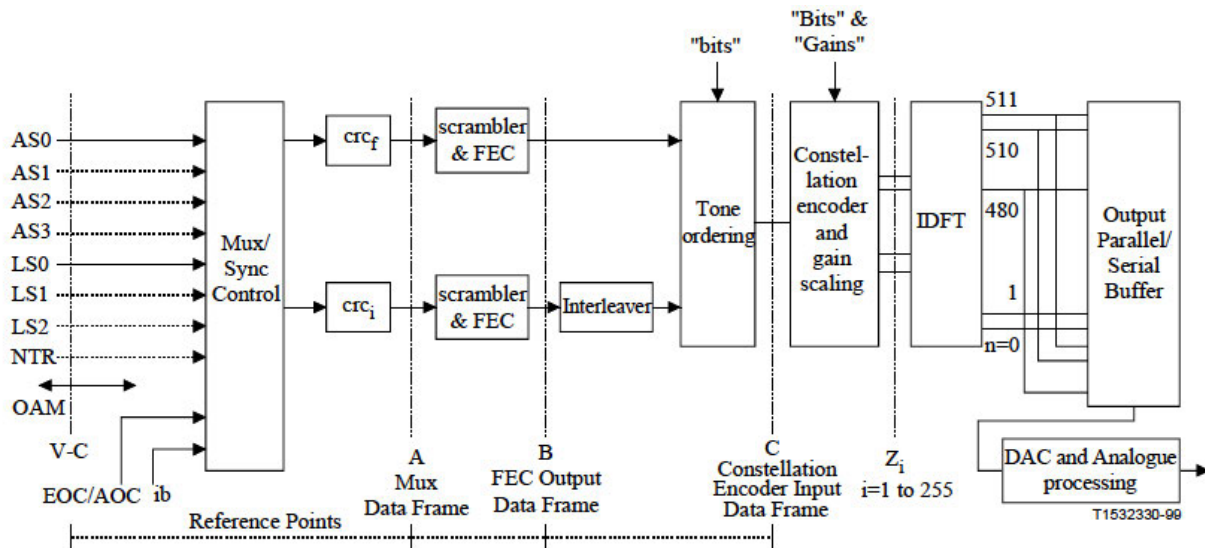 "bits"
"Bits" &
"Gains"
AS0
AS1
AS2
AS3
LS0
LS1
LS2
NTR
OAM
V-C
EOC/AOC
ib
Mux/
Sync
Control
crcf
crci
scrambler
& FEC
scrambler
& FEC
Interleaver
Tone
ordering
Constel-
lation
encoder
and
gain
scaling
IDFT
511
510
480
1
n=0
Output
Parallel/
Serial
Buffer
DAC and Analogue
processing
A
Mux
Data Frame
B
FEC Output
Data Frame
C
Constellation
Encoder Input
Data Frame
Zi
i=1 to 255
Reference Points
T1532330-99